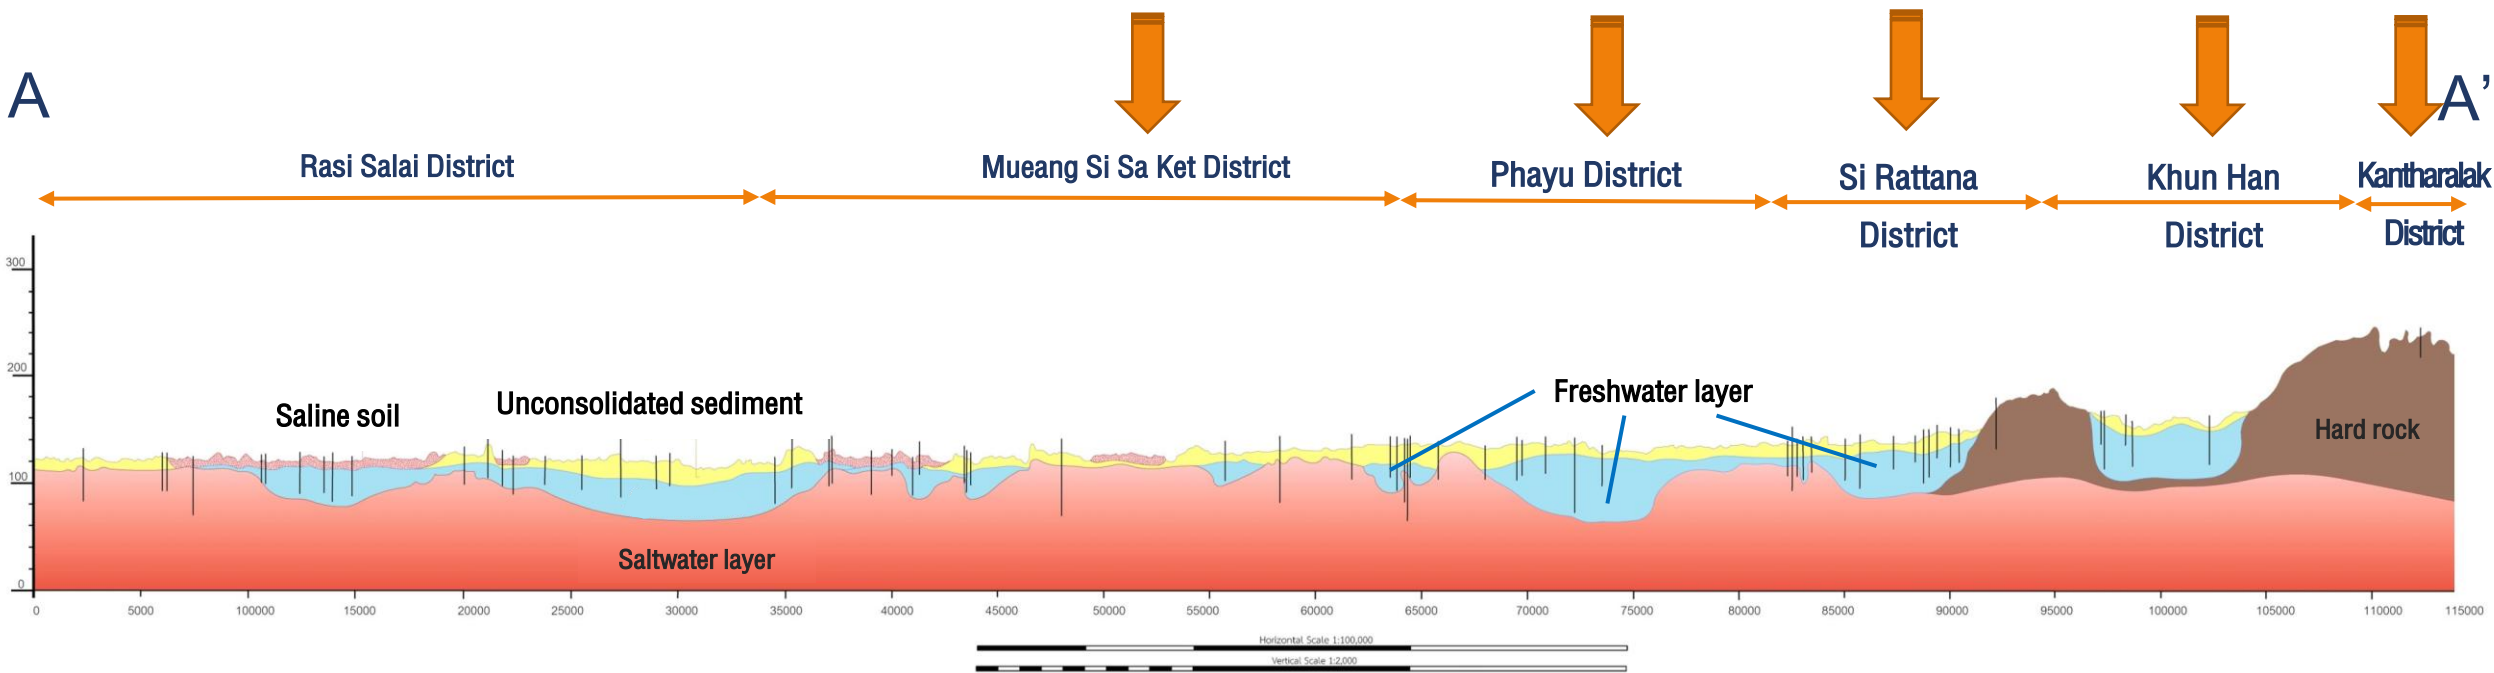 A
A’
Rasi Salai District
Mueang Si Sa Ket District
Phayu District
Si Rattana
District
Khun Han
District
Kantharalak
District
300
200
100
0
Saline soil
Unconsolidated sediment
Freshwater layer
Hard rock
Saltwater layer
0 5000 100000 15000 20000 25000 30000 35000 40000 45000 50000 55000 60000 65000 70000 75000 80000 85000 90000 95000 100000 105000 110000 115000
Horizontal Scale 1:100,000
Vertical Scale 1:2,000